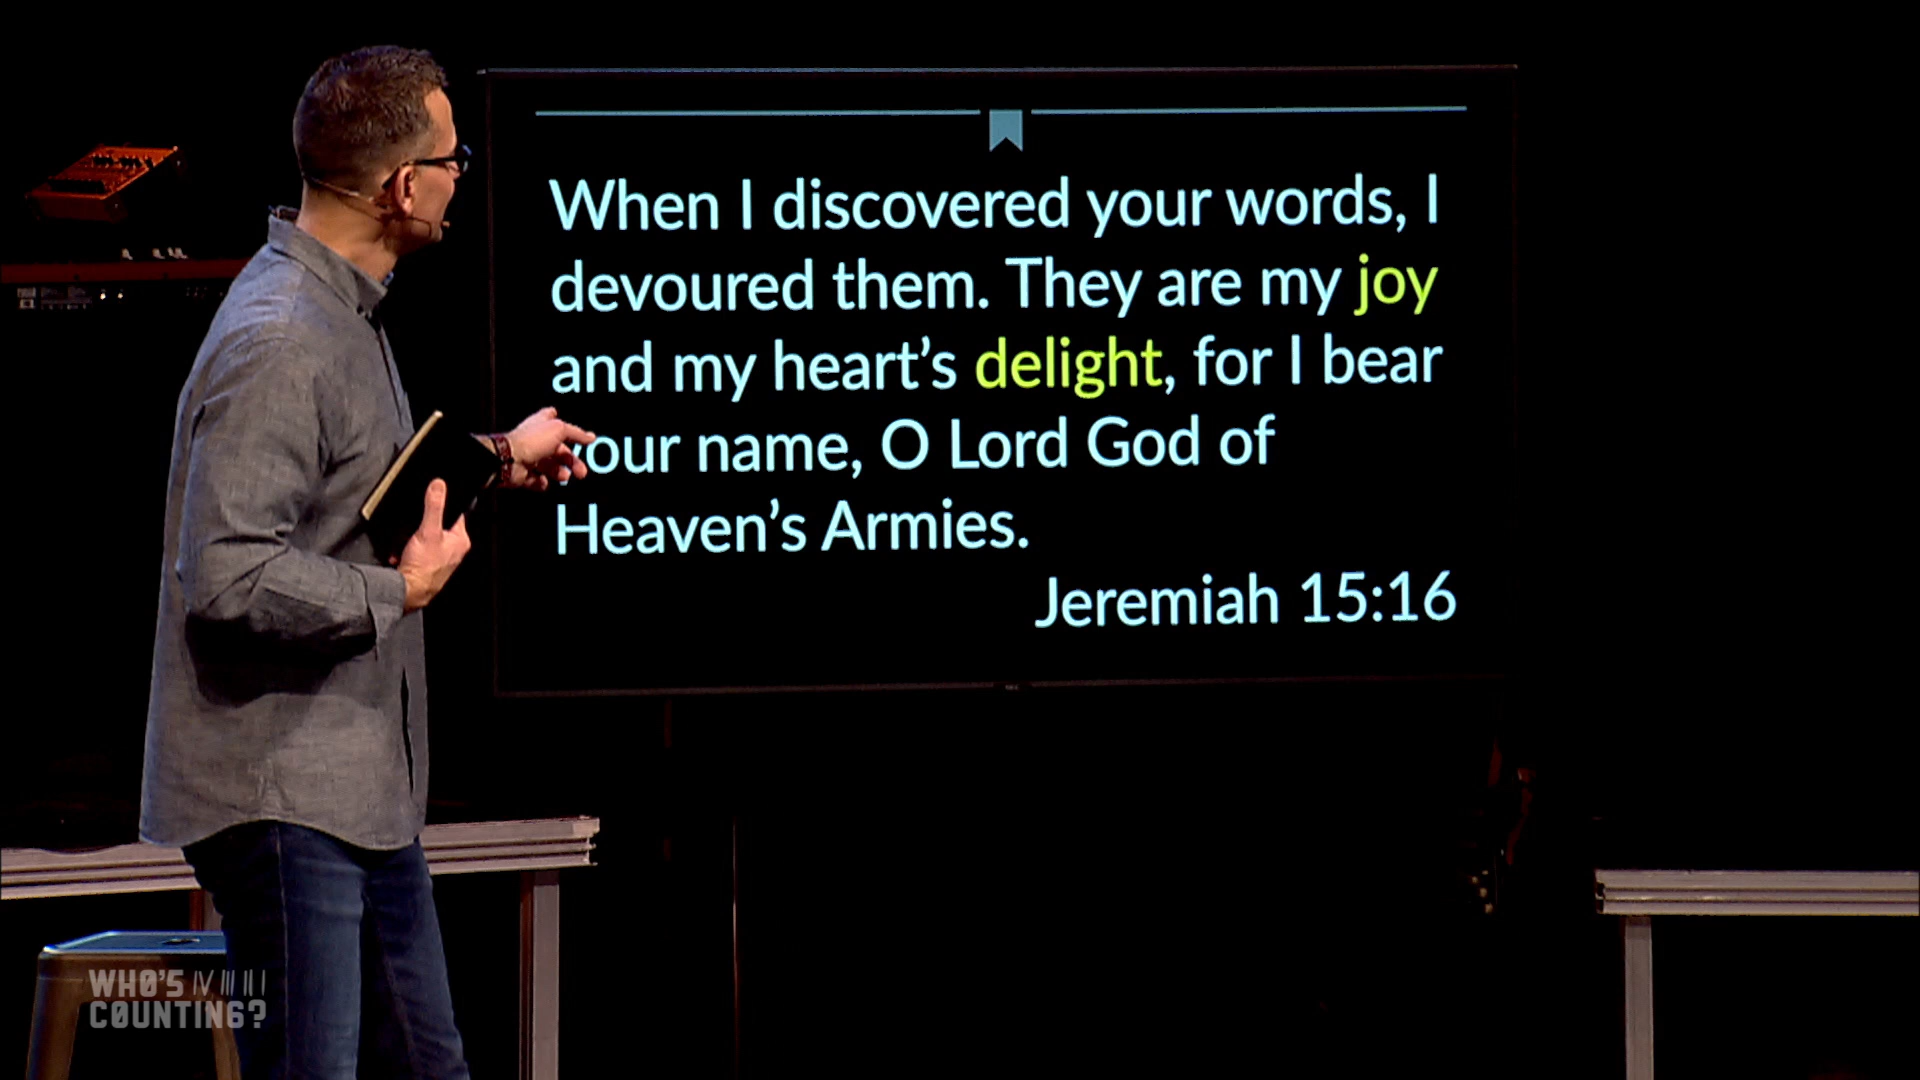 When I discovered your words, I
devoured them. They are my joy
and my heart's delight, for I bear
your name, O Lord God of
Heaven's Armies.
Jeremiah 15:16
WHO'S
COUNTING?